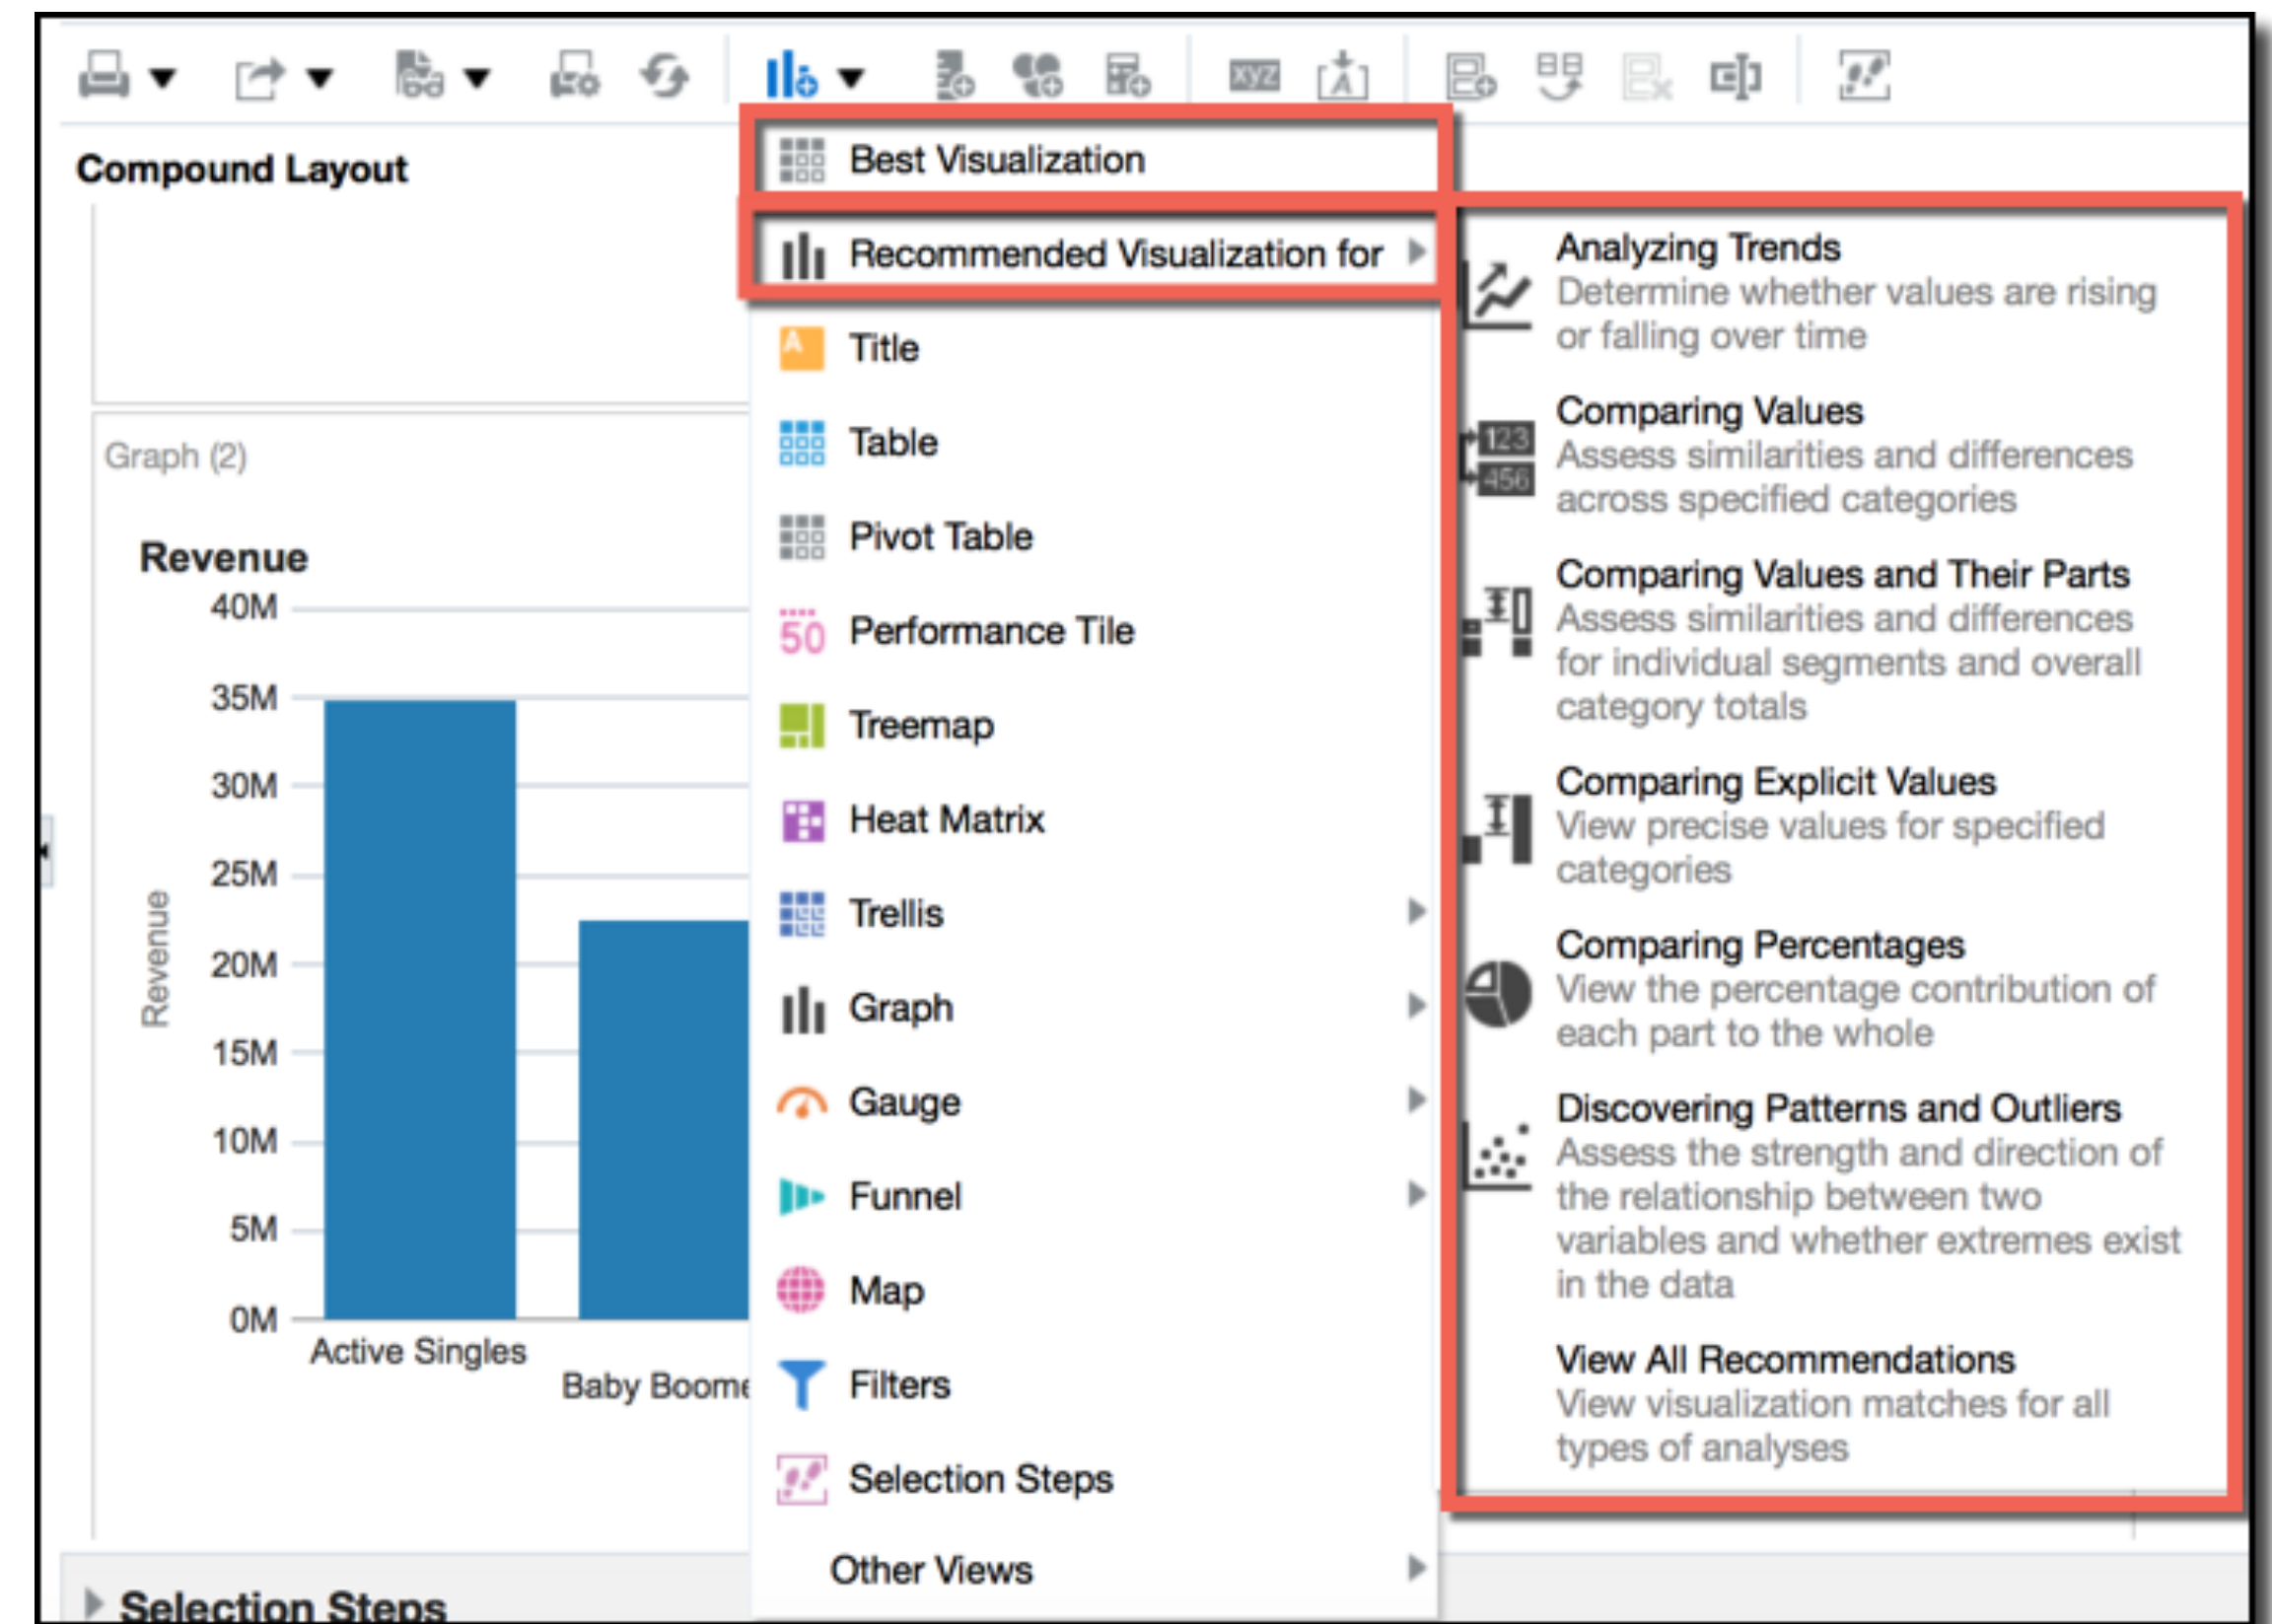 xyz
A
Compound Layout
Graph (2)
Revenue
40M
35M
30M
25M
20M
15M
10M
5M
0M
Revenue
Active Singles
Baby Boome
Selection Steps
Best Visualization
Recommended Visualization for
A
Title
Table
Pivot Table
50
Performance Tile
Treemap
Heat Matrix
Trellis
Graph
Gauge
Funnel
Map
Filters
Selection Steps
Other Views
Analyzing Trends
Determine whether values are rising
or falling over time
123
456
Comparing Values
Assess similarities and differences
across specified categories
Comparing Values and Their Parts
Assess similarities and differences
for individual segments and overall
category totals
Comparing Explicit Values
View precise values for specified
categories
Comparing Percentages
View the percentage contribution of
each part to the whole
Discovering Patterns and Outliers
Assess the strength and direction of
the relationship between two
variables and whether extremes exist
in the data
View All Recommendations
View visualization matches for all
types of analyses